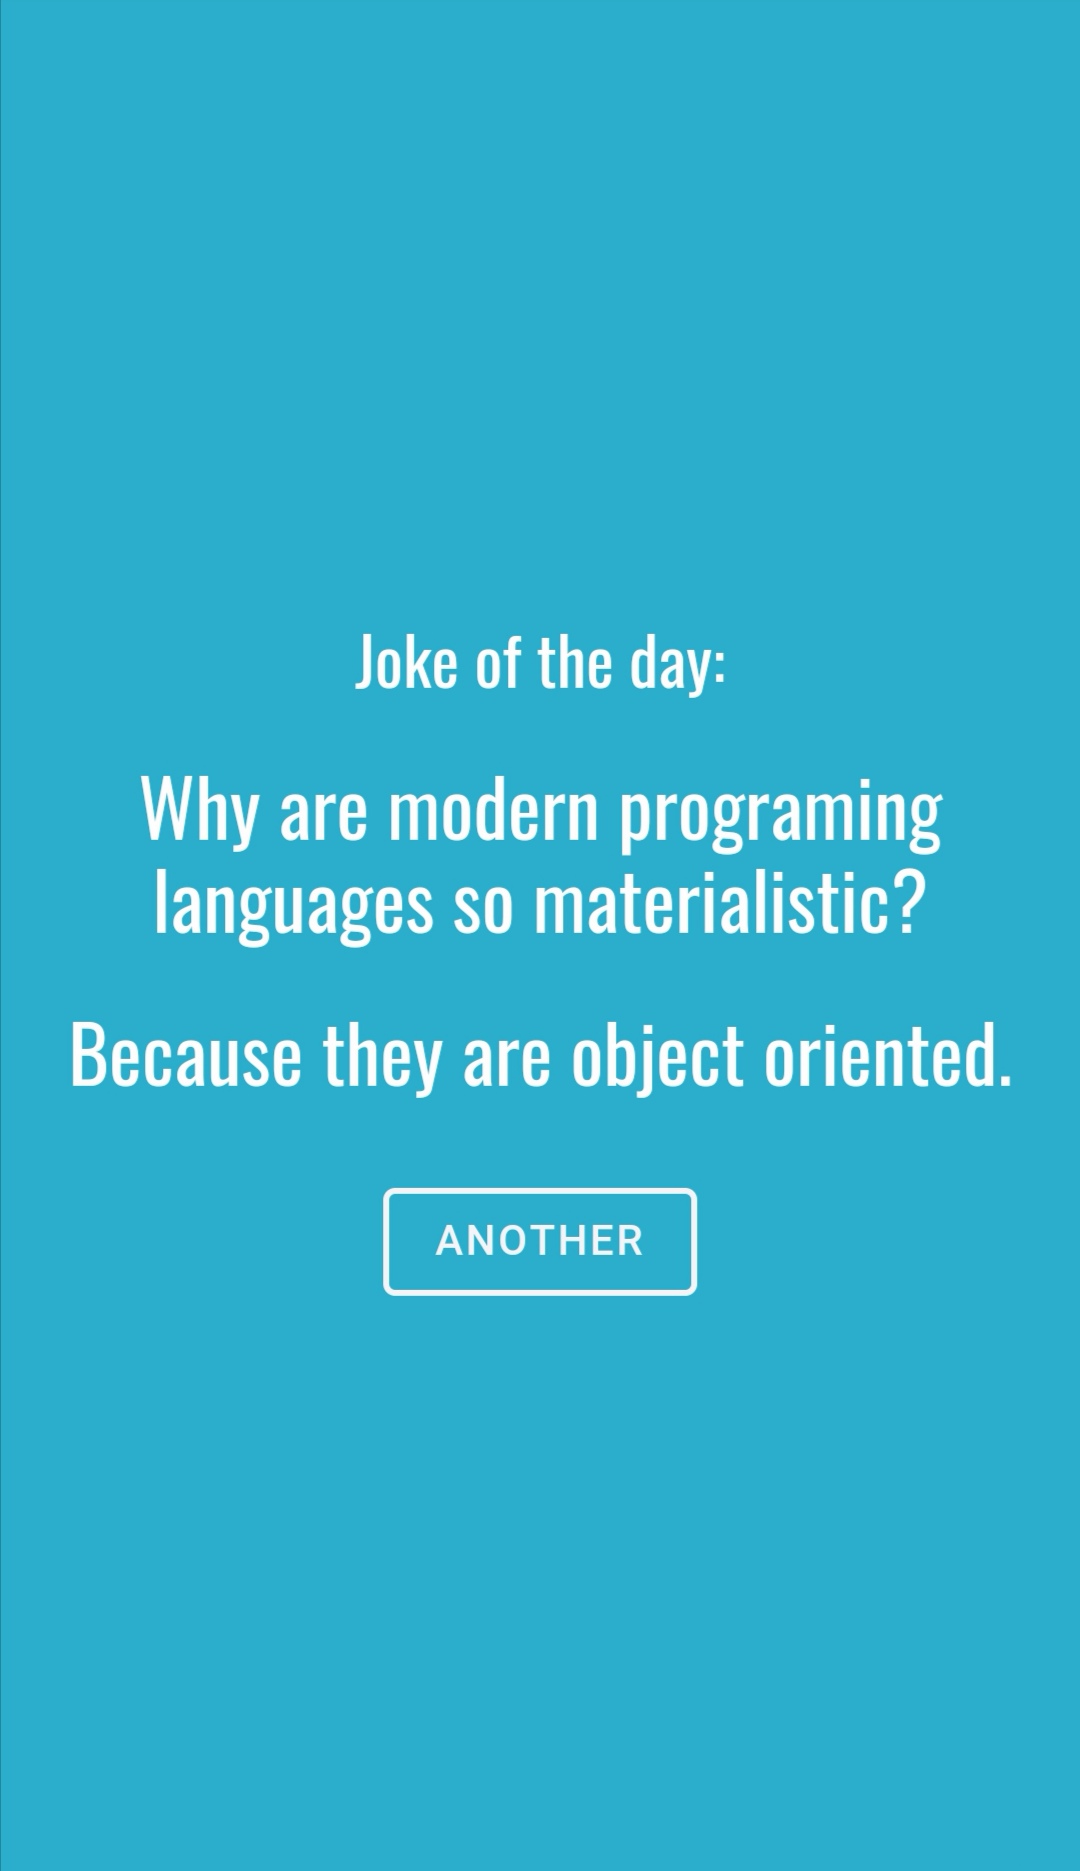 Joke of the day:
Why are modern programing
languages so materialistic?
Because they are object oriented.
ANOTHER